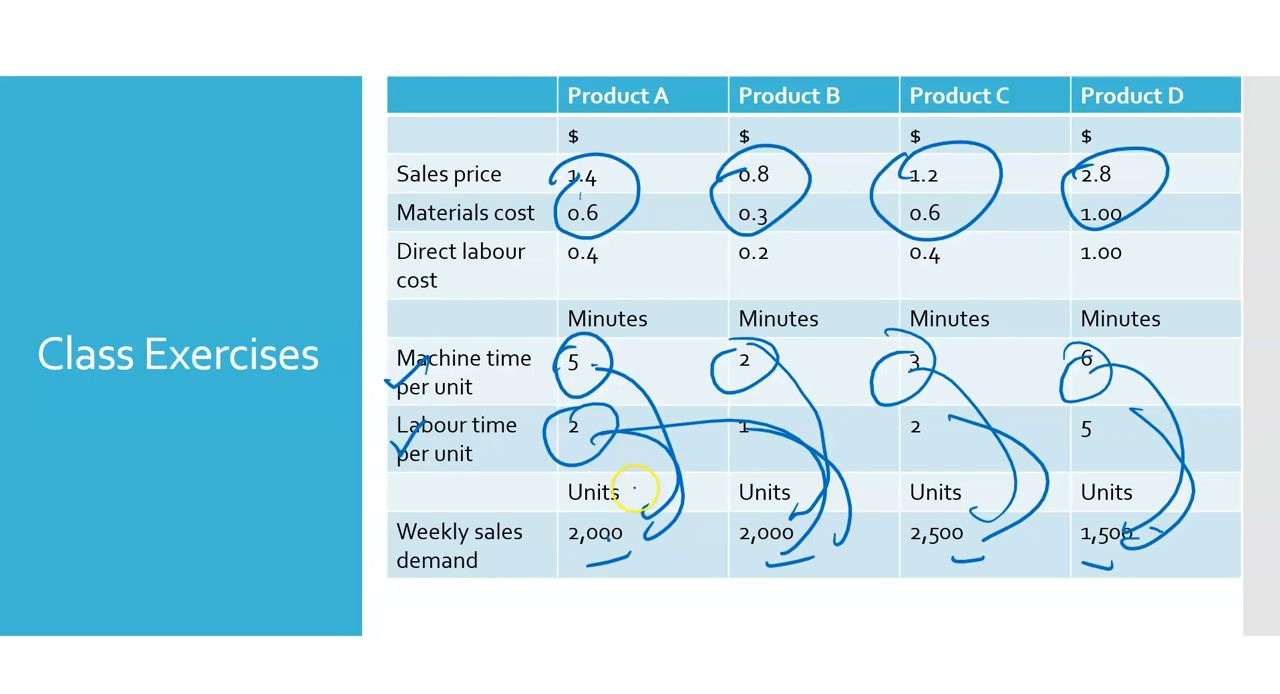 Class Exercises
Product A Product B Product C Product D
$ $ $ $
Sales price 1.4 0.8 1.2 2.8
Materials cost 0.6 0.3 0.6 1.00
Direct labour 0.4 0.2 0.4 1.00
cost
Minutes Minutes Minutes Minutes
Machine time 5 2 3 6
per unit
Labour time 2 1 2 5
per unit
Units Units Units Units
Weekly sales 2,000 2,000 2,500 1,500
demand